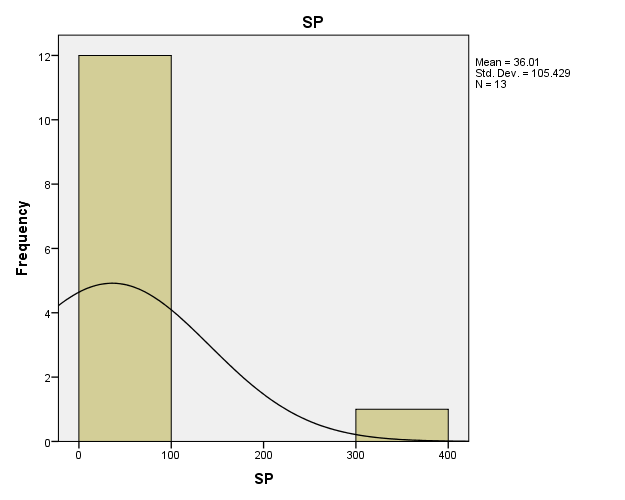 SP
Mean = 36.01
Std. Dev. = 105.429
N = 13
Frequency
12
10
8
6
4
2
0
0 100 200 300 400
SP